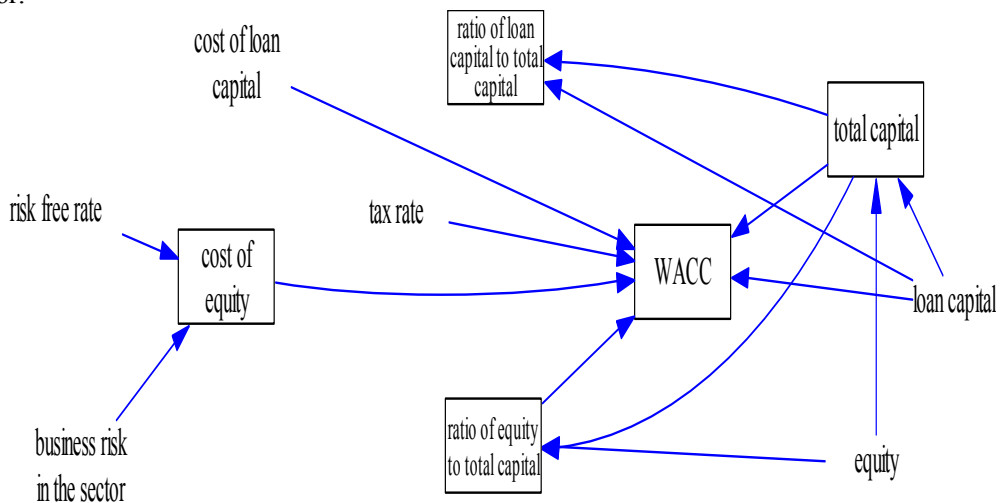 or.
cost of loan
capital
ratio of loan
capital to total
capital
total capital
risk free rate
tax rate
cost of
equity
WACC
loan capital
business risk
in the sector
ratio of equity
to total capital
equity